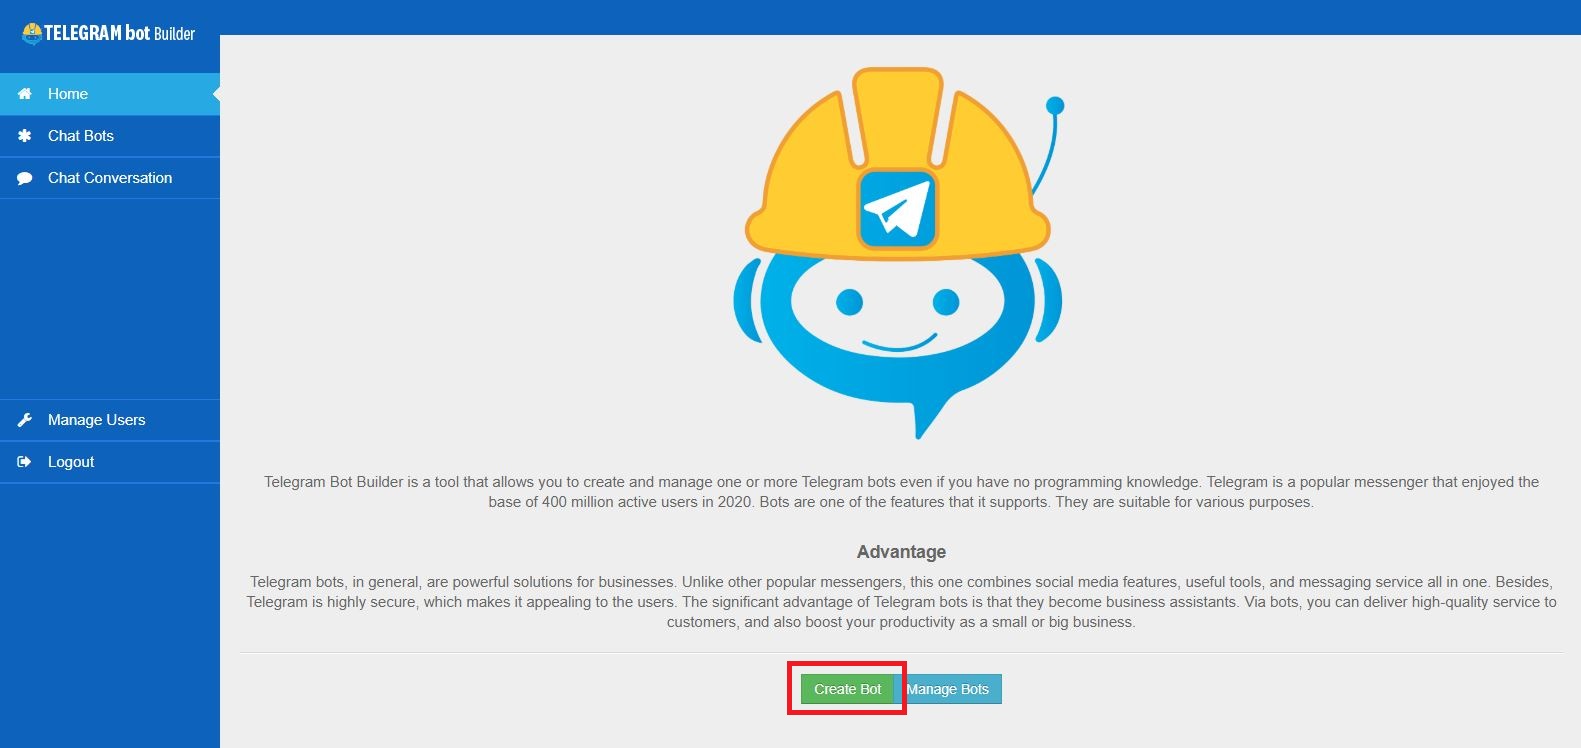 TELEGRAM bot Builder
Home
Chat Bots
Chat Conversation
Manage Users
Logout
Telegram Bot Builder is a tool that allows you to create and manage one or more Telegram bots even if you have no programming knowledge. Telegram is a popular messenger that enjoyed the
base of 400 million active users in 2020. Bots are one of the features that it supports. They are suitable for various purposes.
Advantage
Telegram bots, in general, are powerful solutions for businesses. Unlike other popular messengers, this one combines social media features, useful tools, and messaging service all in one. Besides,
Telegram is highly secure, which makes it appealing to the users. The significant advantage of Telegram bots is that they become business assistants. Via bots, you can deliver high-quality service to
customers, and also boost your productivity as a small or big business.
Create Bot Manage Bots